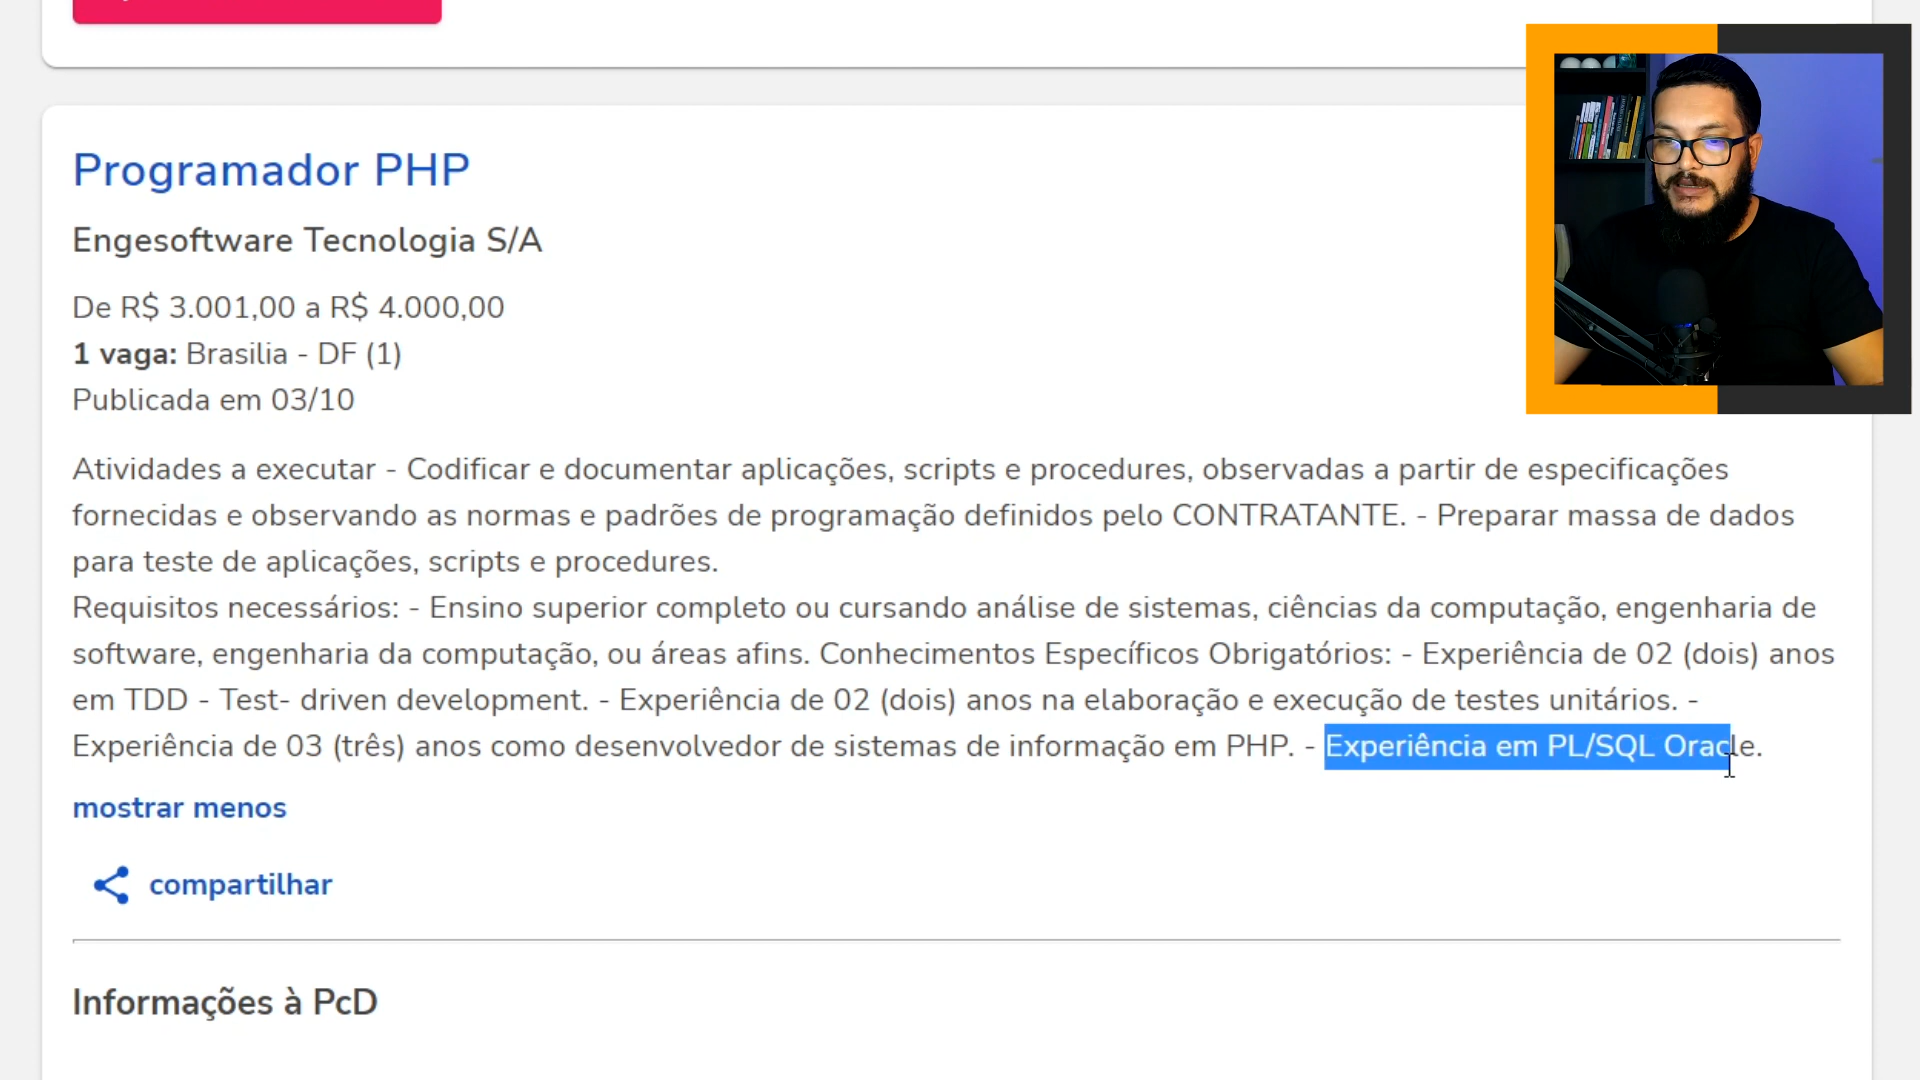 Programador PHP
Engesoftware Tecnologia S/A
De R$ 3.001,00 a R$ 4.000,00
1 vaga: Brasilia - DF (1)
Publicada em 03/10
Atividades a executar - Codificar e documentar aplicações, scripts e procedures, observadas a partir de especificações
fornecidas e observando as normas e padrões de programação definidos pelo CONTRATANTE. - Preparar massa de dados
para teste de aplicações, scripts e procedures.
Requisitos necessários: - Ensino superior completo ou cursando análise de sistemas, ciências da computação, engenharia de
software, engenharia da computação, ou áreas afins. Conhecimentos Específicos Obrigatórios: - Experiência de 02 (dois) anos
em TDD - Test- driven development. - Experiência de 02 (dois) anos na elaboração e execução de testes unitários. -
Experiência de 03 (três) anos como desenvolvedor de sistemas de informação em PHP. - Experiência em PL/SQL Oracle.
mostrar menos
compartilhar
Informações à PcD